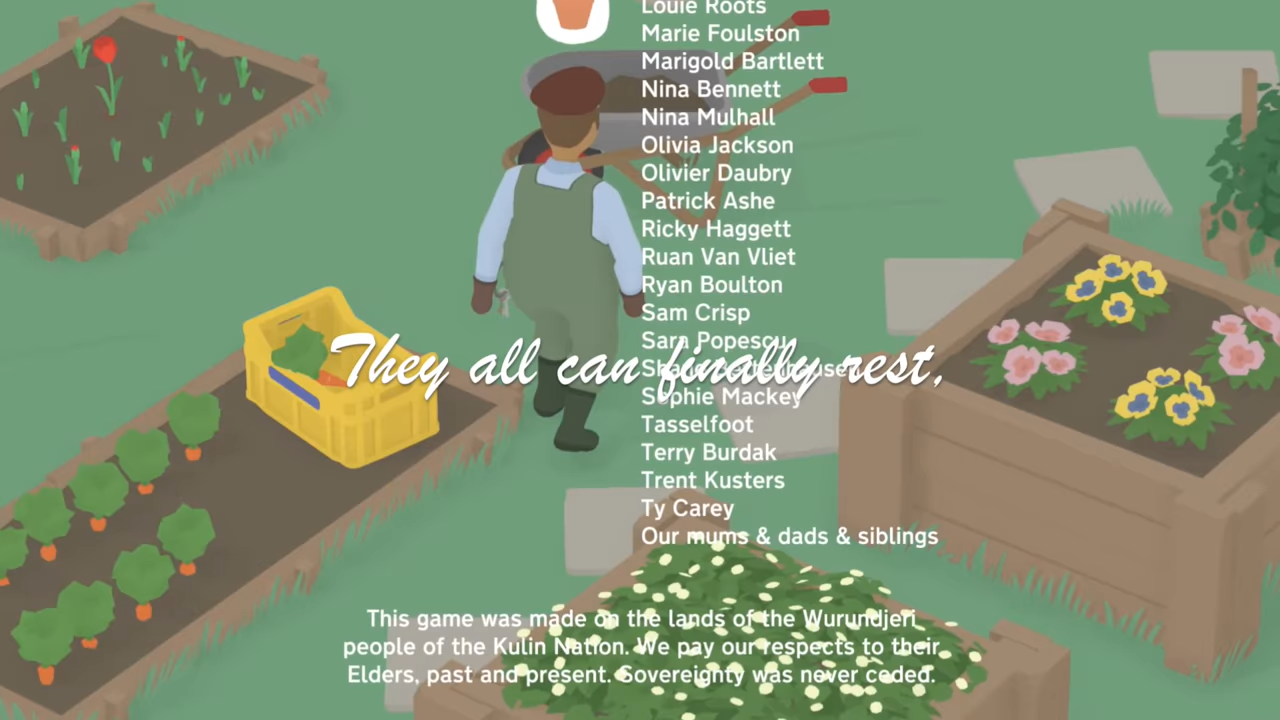 Louie Roots
Marie Foulston
Marigold Bartlett
Nina Bennett
Nina Mulhall
Olivia Jackson
Olivier Daubry
Patrick Ashe
Ricky Haggett
Ruan Van Vliet
Ryan Boulton
Sam Crisp
Sara Popescu
They all can finally rest,
Sophie Mackey
Tasselfoot
Terry Burdak
Trent Kusters
Ty Carey
Our mums & dads & siblings
This game was made on the lands of the Wurundjeri
people of the Kulin Nation. We pay our respects to their
Elders, past and present. Sovereignty was never ceded.